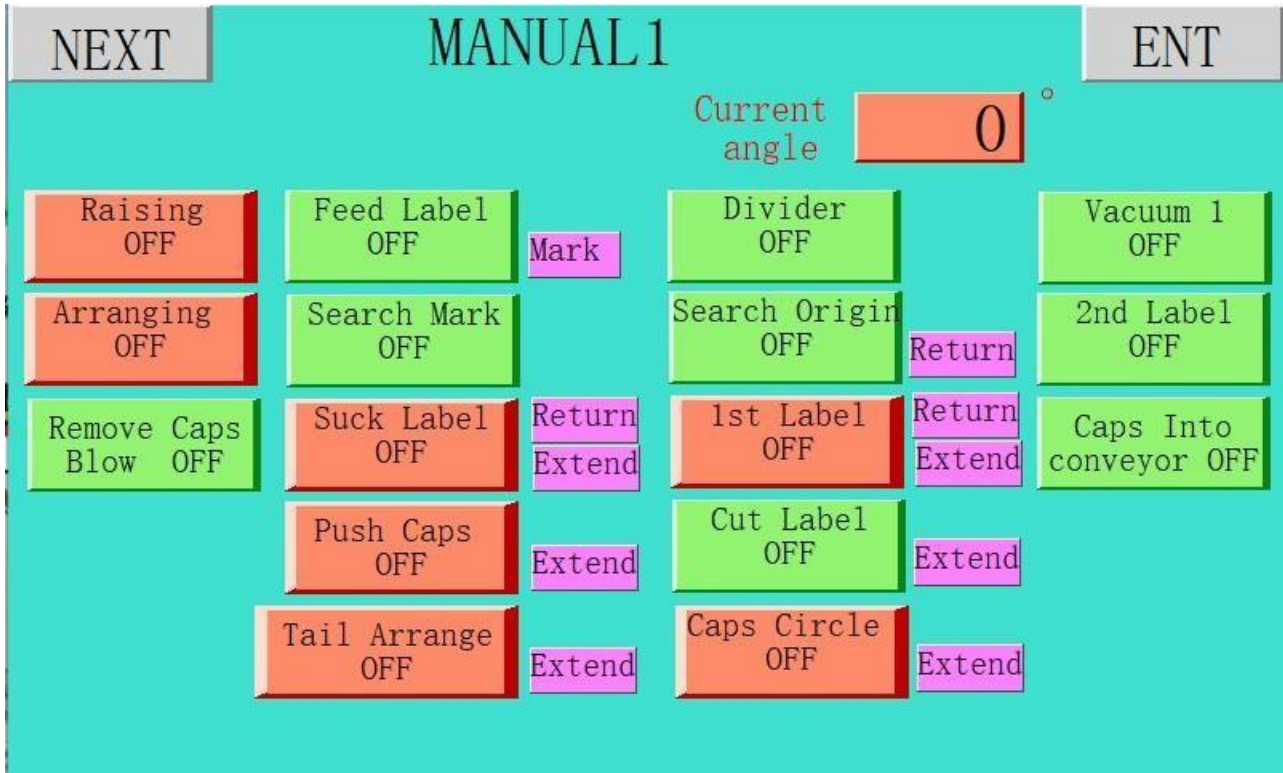 NEXT
MANUAL1
ENT
Current
angle
0
°
Raising
OFF
Feed Label
OFF
Mark
Divider
OFF
Vacuum 1
OFF
Arranging
OFF
Search Mark
OFF
Search Origin
OFF
Return
2nd Label
OFF
Remove Caps
Blow OFF
Suck Label
OFF
Return
Extend
1st Label
OFF
Return
Extend
Caps Into
conveyor OFF
Push Caps
OFF
Extend
Cut Label
OFF
Extend
Tail Arrange
OFF
Extend
Caps Circle
OFF
Extend